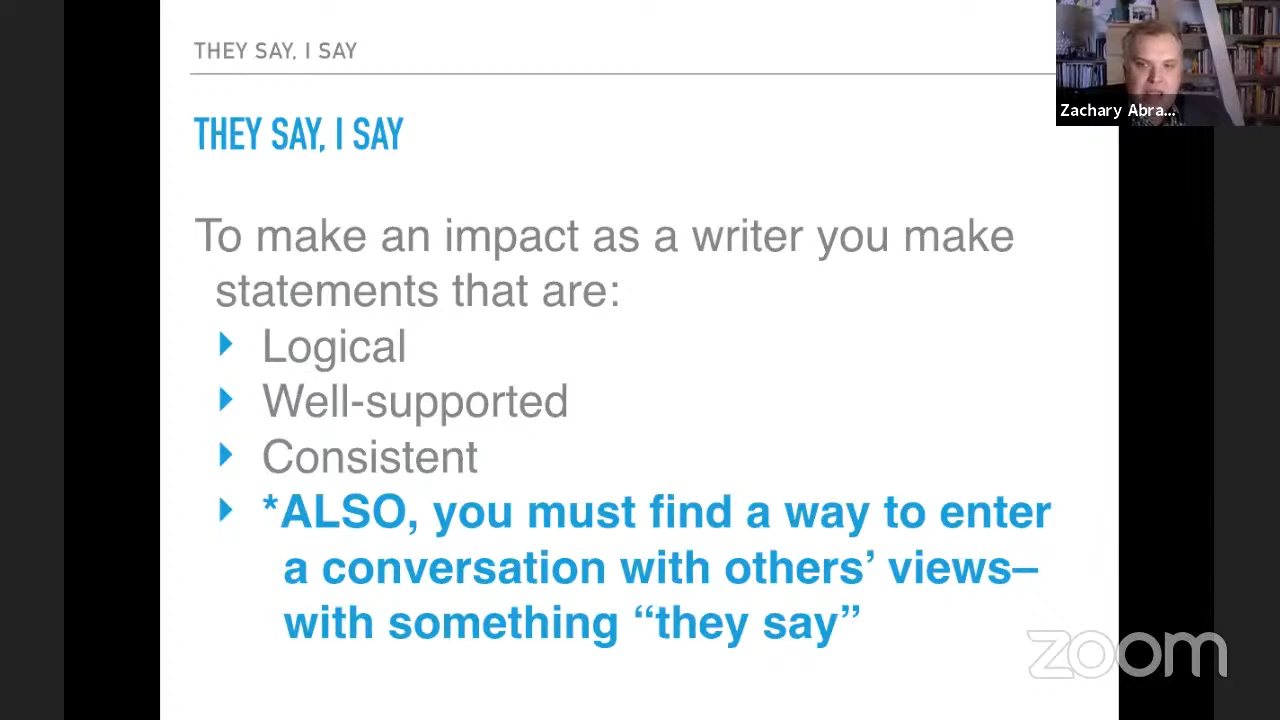 THEY SAY, I SAY
Zachary Abra...
THEY SAY, I SAY
To make an impact as a writer you make
statements that are:
Logical
Well-supported
Consistent
*ALSO, you must find a way to enter
a conversation with others’ views–
with something “they say”
zoom